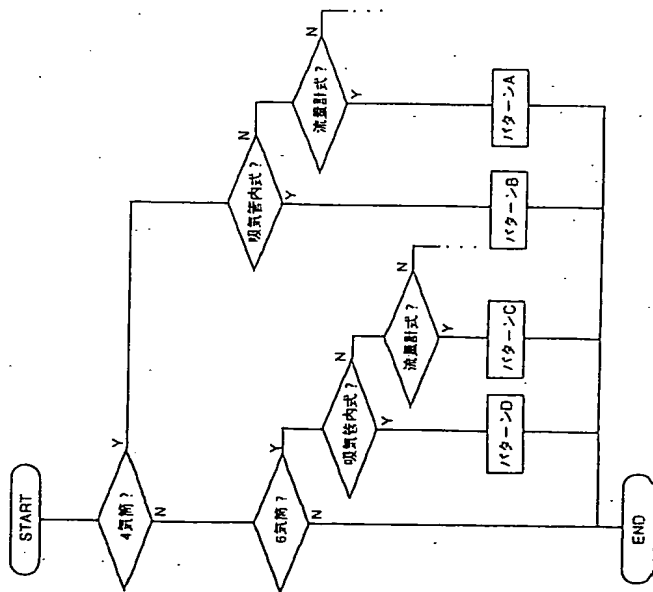 START
4気筒?
Y
N
吸気管内式?
N
Y
流量計式?
N
Y
6気筒?
Y
N
吸気管内式?
N
Y
流量計式?
N
Y
パターンD
パターンC
パターンB
パターンA
END